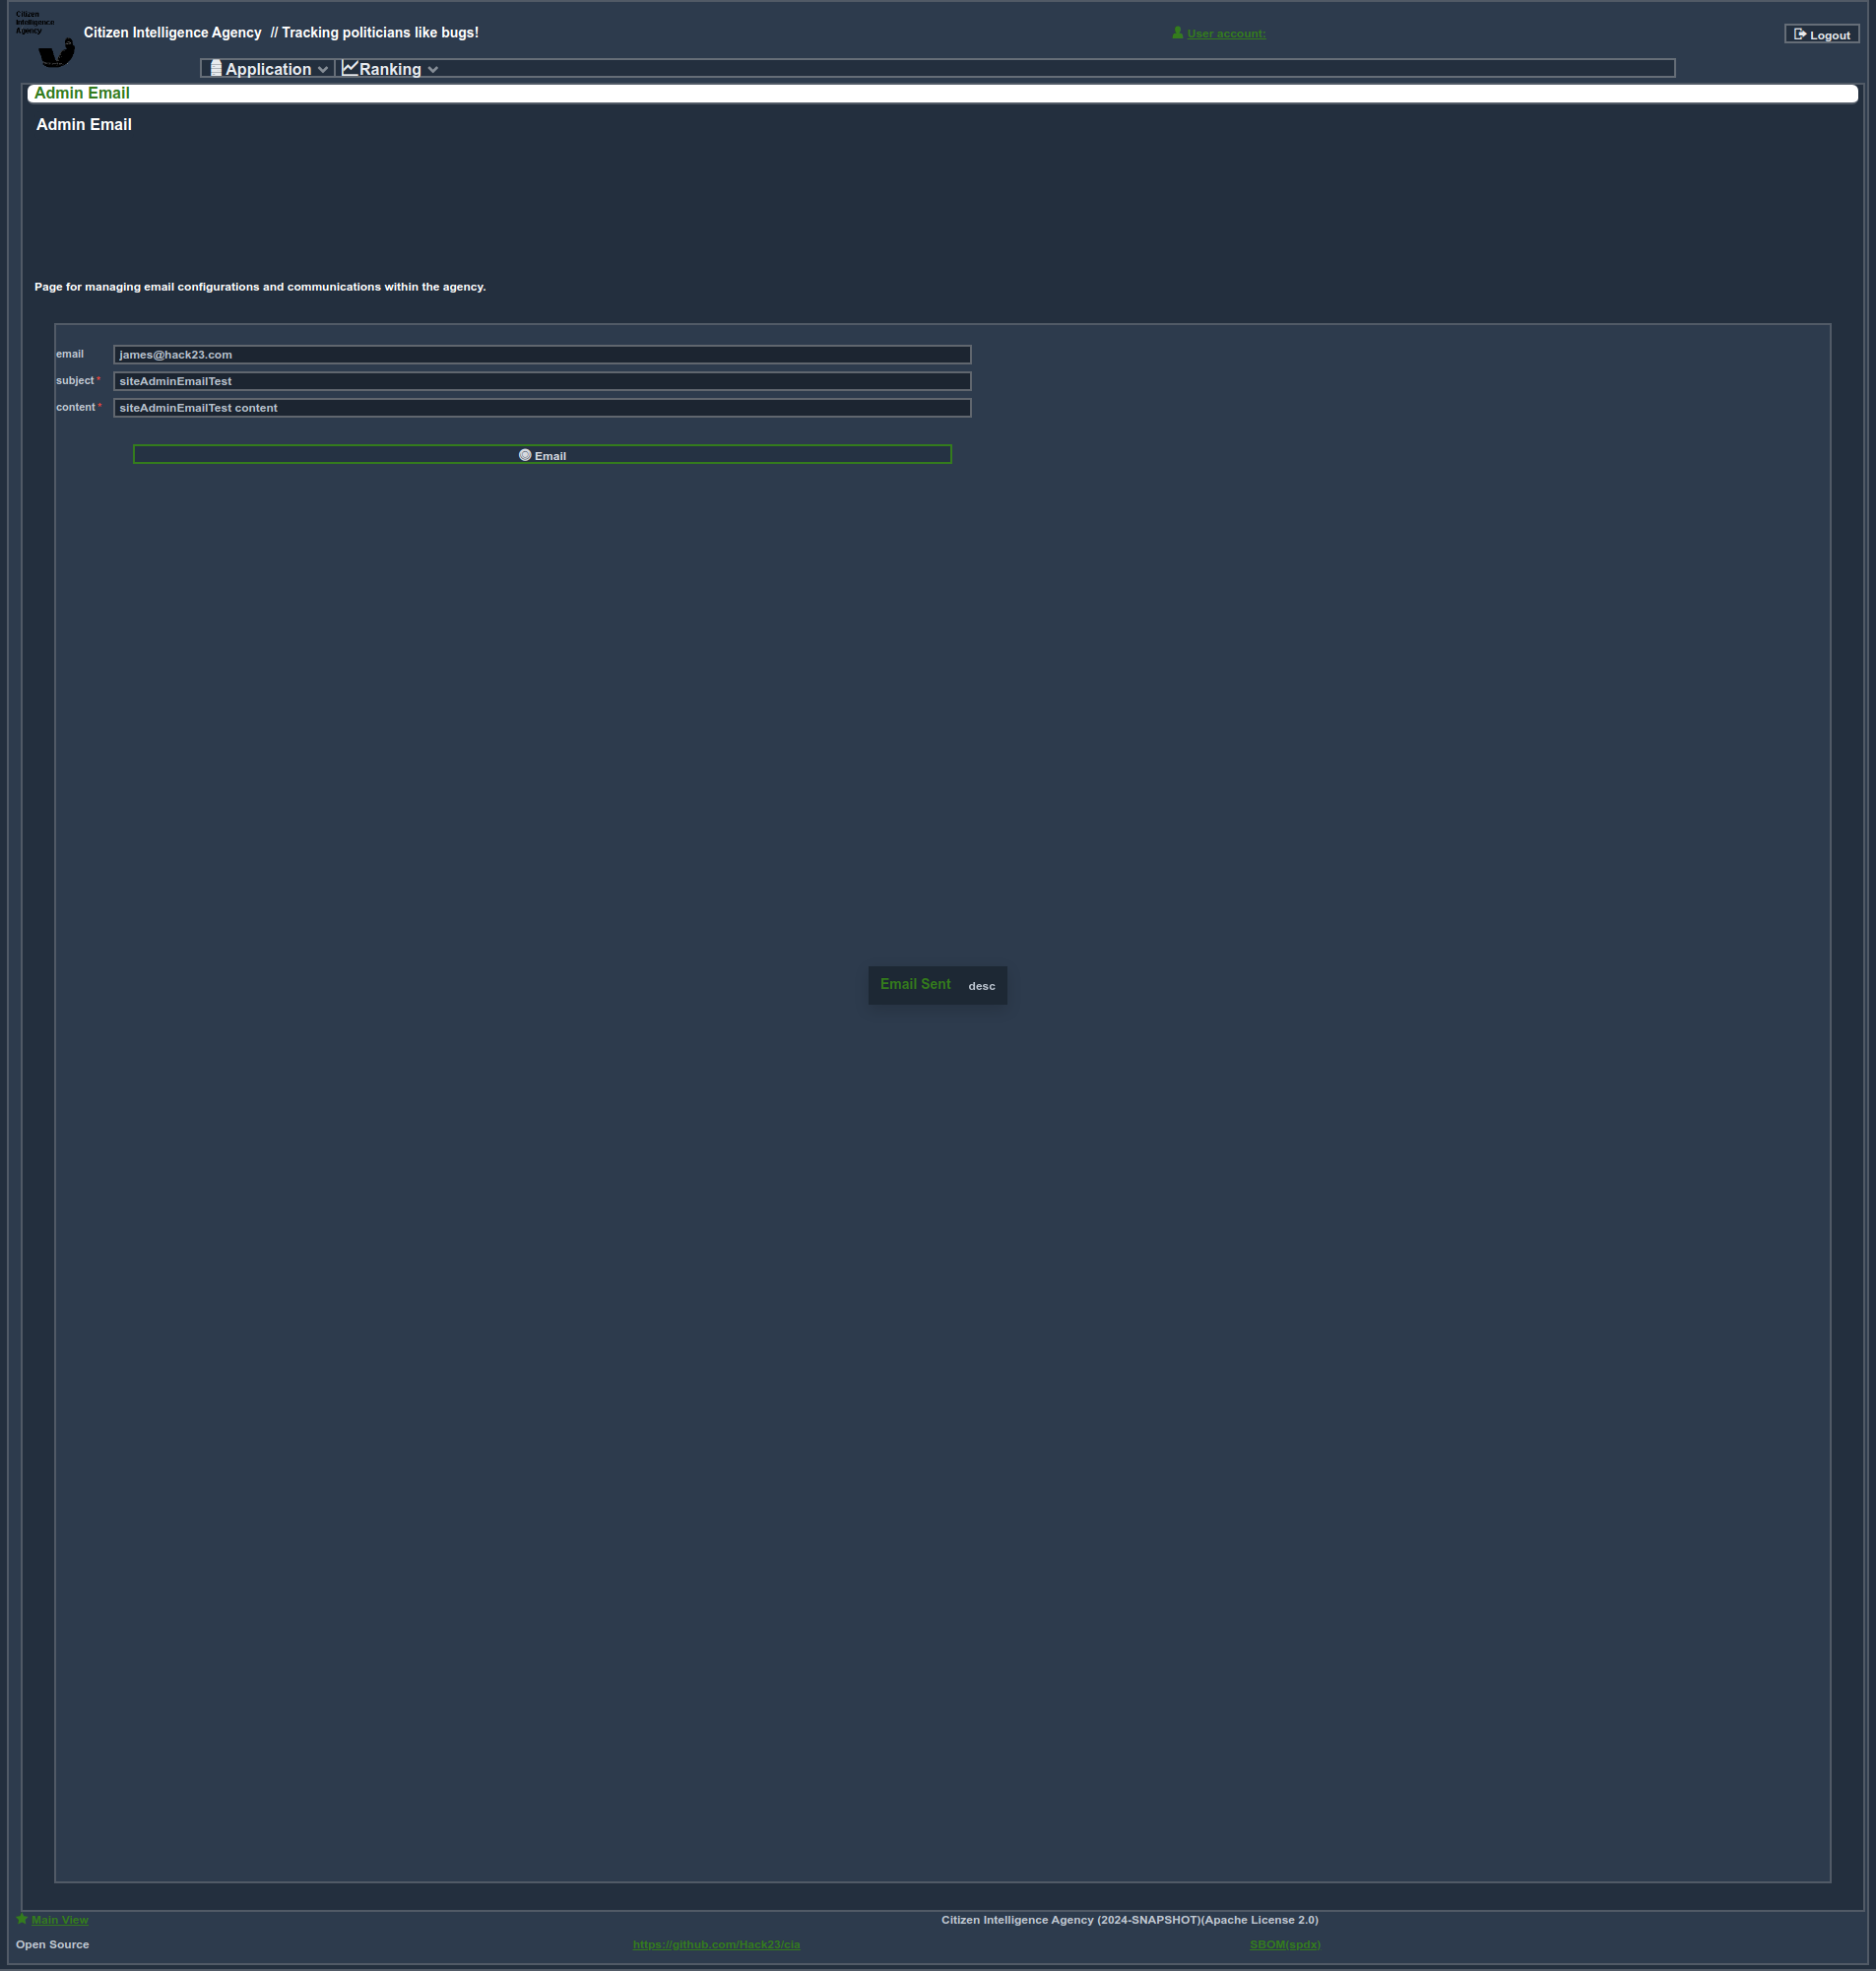 Citizen
Intelligence
Agency
Citizen Intelligence Agency // Tracking politicians like bugs!
User account:
Logout
Application
Ranking
Admin Email
Admin Email
Page for managing email configurations and communications within the agency.
email james@hack23.com
subject * siteAdminEmailTest
content * siteAdminEmailTest content
Email
Email Sent desc
Main View
Citizen Intelligence Agency (2024-SNAPSHOT)(Apache License 2.0)
Open Source
https://github.com/Hack23/cia
SBOM(spdx)